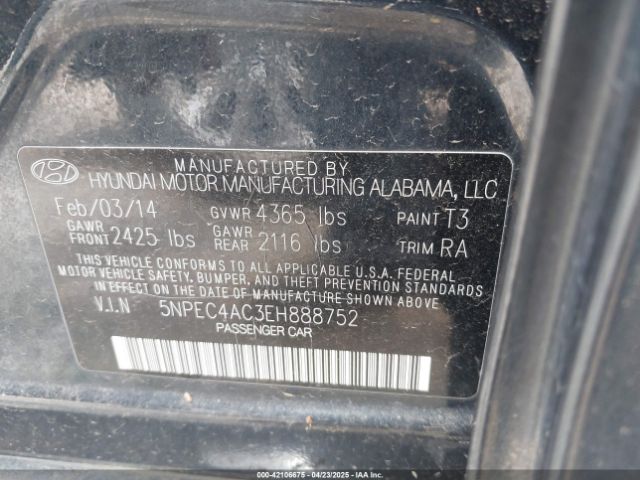 MANUFACTURED BY
HYUNDAI MOTOR MANUFACTURING ALABAMA, LLC
Feb/03/14 GVWR 4365 lbs PAINT T3
GAWR FRONT 2425 lbs GAWR REAR 2116 lbs TRIM RA
THIS VEHICLE CONFORMS TO ALL APPLICABLE U.S.A. FEDERAL
MOTOR VEHICLE SAFETY, BUMPER, AND THEFT PREVENTION STANDARDS
IN EFFECT ON THE DATE OF MANUFACTURE SHOWN ABOVE.
V.I.N 5NPEC4AC3EH888752
PASSENGER CAR
000-42106675 - 04/23/2025 - www.iaai.com